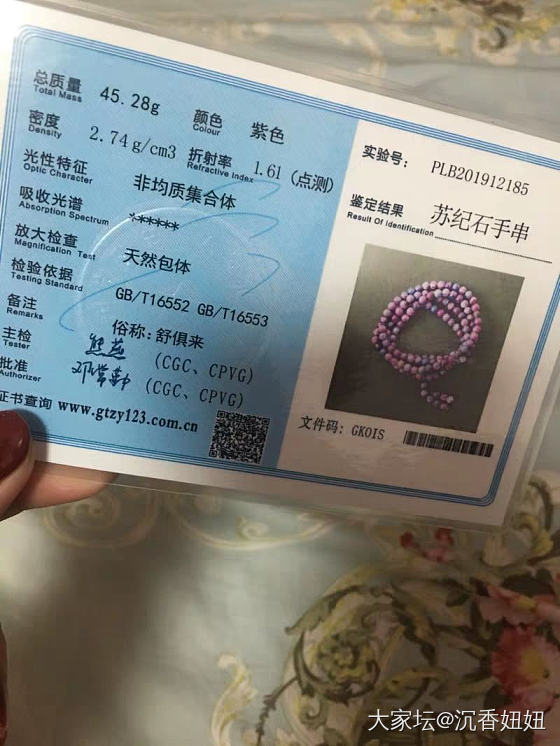 总质量 45.28g 颜色 紫色
Total Mass Colour
密度 2.74g/cm3 折射率 1.61 (点测)
Density Refractive Index
光性特征 非均质集合体
Optic Character
吸收光谱 *****
Absorption Spectrum
放大检查 天然包体
Magnification Test
检验依据 GB/T16552 GB/T16553
Testing Standard
备注 俗称:舒俱来
Remarks
主检 (CGC、CPVG)
Tester
批准 (CGC、CPVG)
Authorizer
证书查询 www.gtzy123.com.cn
实验号: PLB201912185
鉴定结果 苏纪石手串
Result Of Identification
文件码: GKOIS
大家坛@沉香妞妞